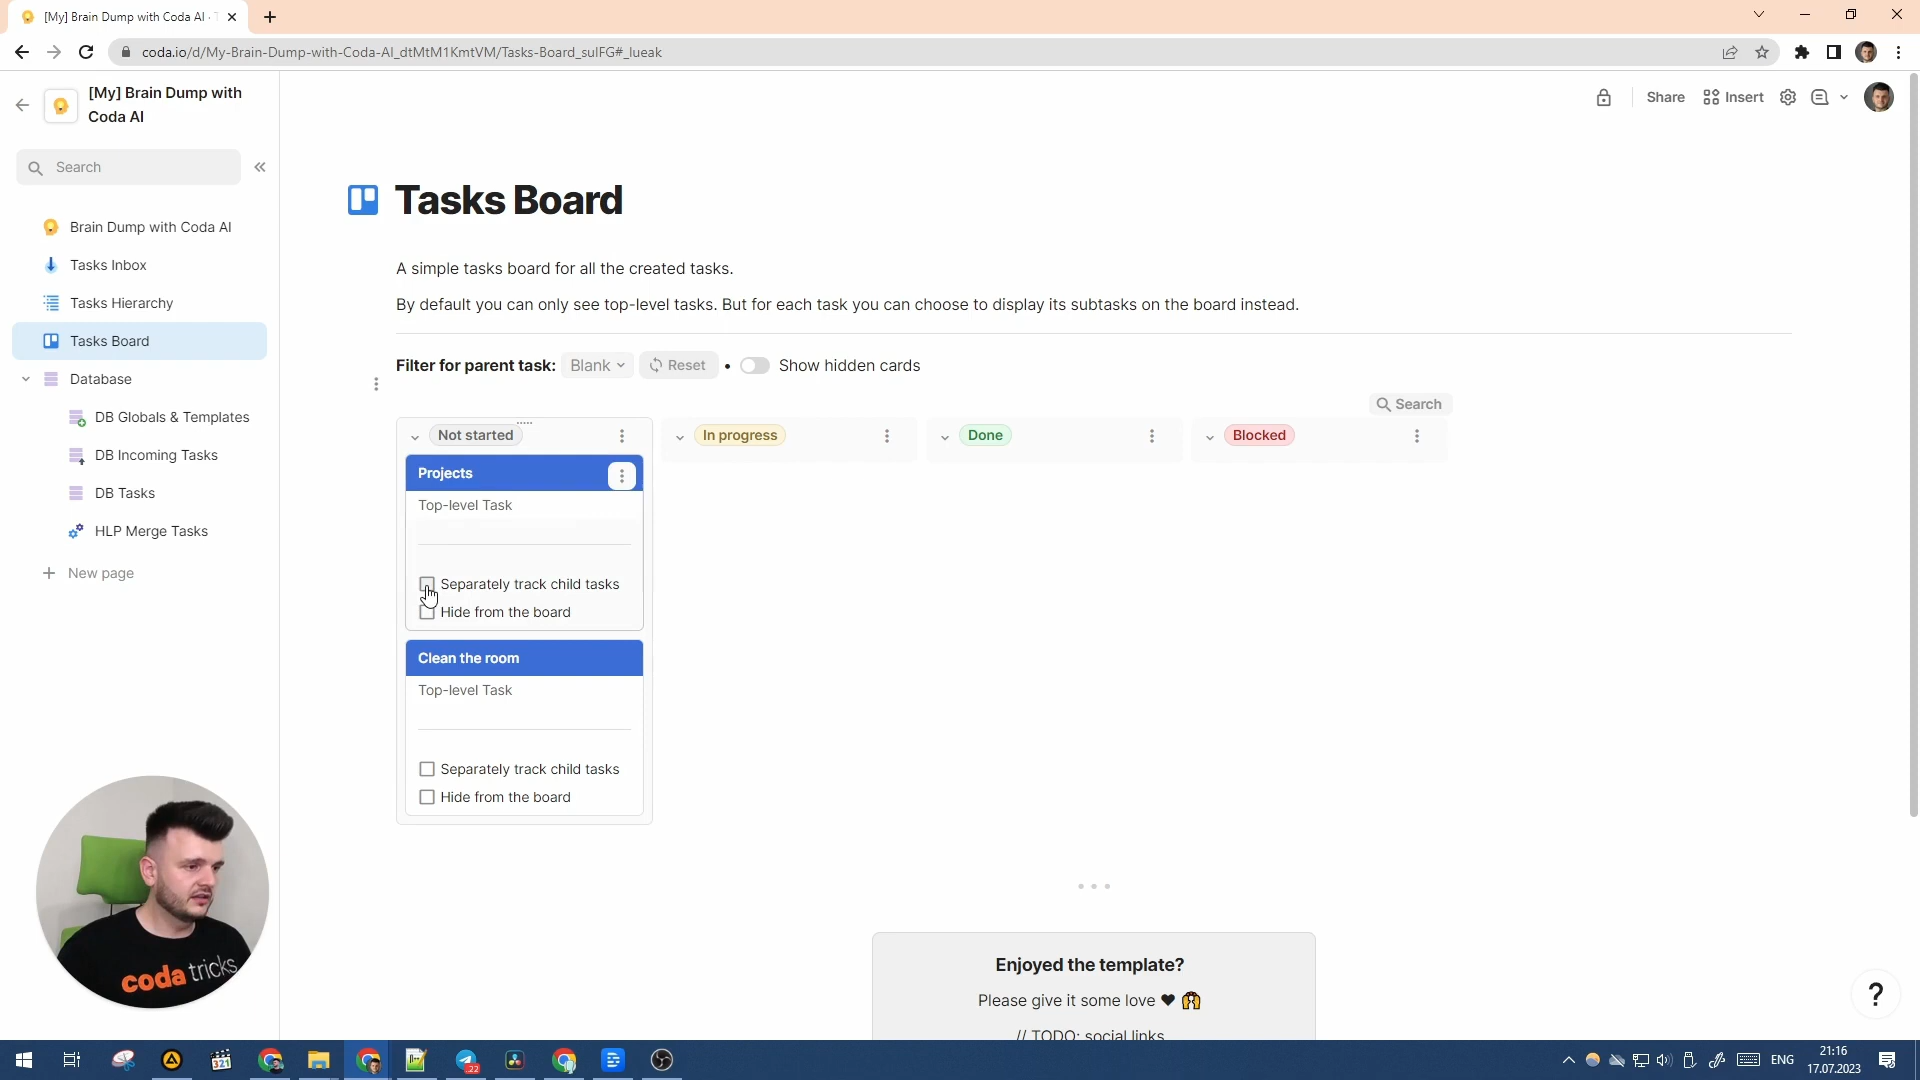 [My] Brain Dump with Coda AI · T
coda.io/d/My-Brain-Dump-with-Coda-AI_dtMtM1KmtVM/Tasks-Board_sulFG#_lueak
[My] Brain Dump with
Coda AI
Share
Insert
Search
Brain Dump with Coda AI
Tasks Inbox
Tasks Hierarchy
Tasks Board
Database
DB Globals & Templates
DB Incoming Tasks
DB Tasks
HLP Merge Tasks
New page
Tasks Board
A simple tasks board for all the created tasks.
By default you can only see top-level tasks. But for each task you can choose to display its subtasks on the board instead.
Filter for parent task: Blank Reset • Show hidden cards
Search
Not started
In progress
Done
Blocked
Projects
Top-level Task
Separately track child tasks
Hide from the board
Clean the room
Top-level Task
Separately track child tasks
Hide from the board
Enjoyed the template?
Please give it some love ❤ 🙌
// TODO: social links
?
coda tricks
321
22
ENG
21:16
17.07.2023